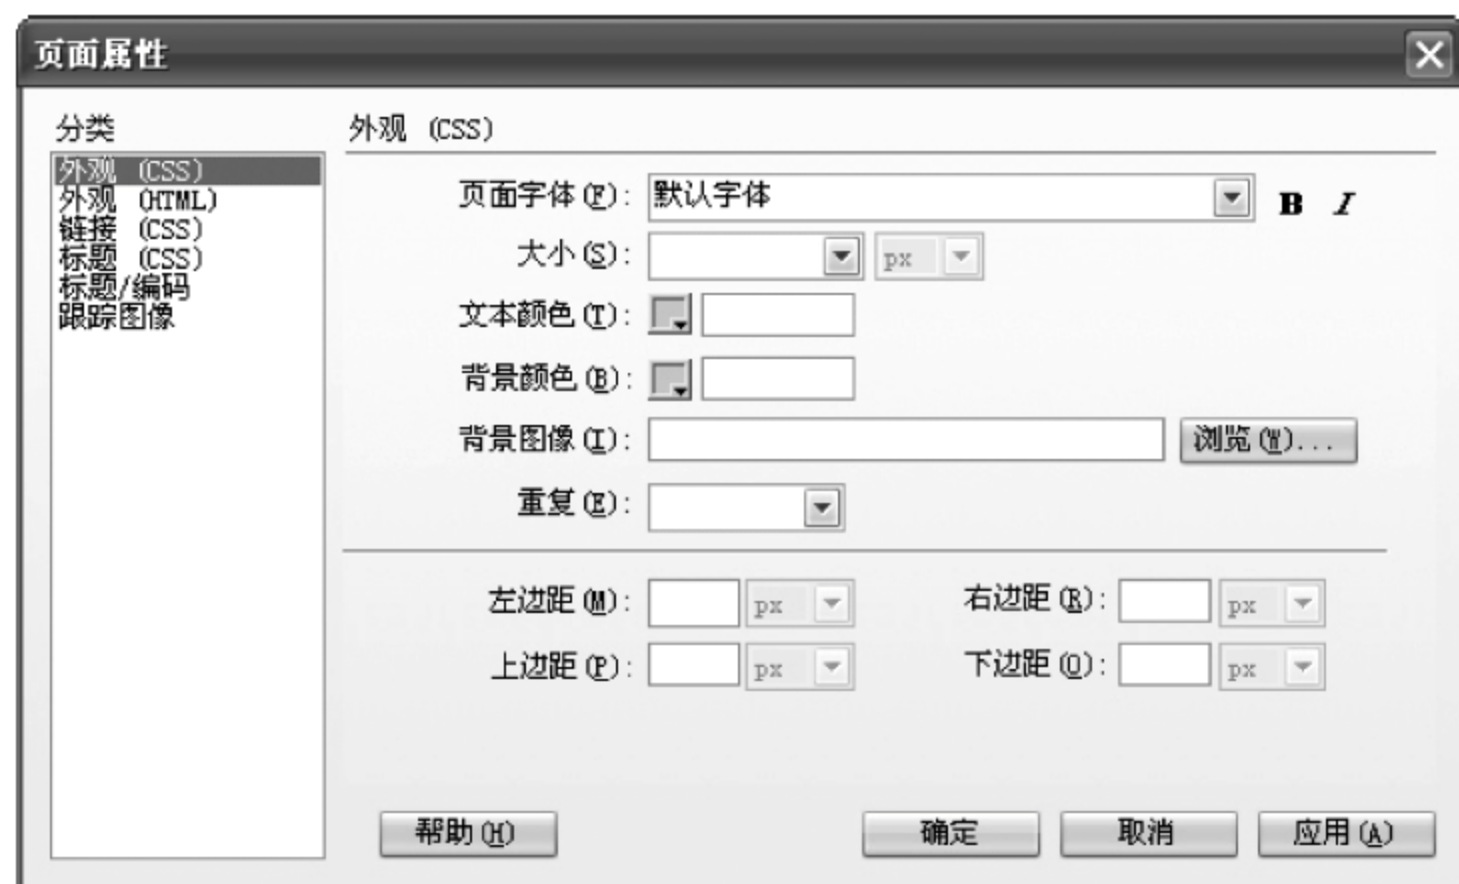 页面属性
分类
外观 (CSS)
外观 (HTML)
链接 (CSS)
标题 (CSS)
标题/编码
跟踪图像
外观 (CSS)
页面字体(F): 默认字体 B I
大小(S): px
文本颜色(T):
背景颜色(B):
背景图像(I): 浏览(W)...
重复(E):
左边距(M): px 右边距(R): px
上边距(P): px 下边距(O): px
帮助(H) 确定 取消 应用(A)